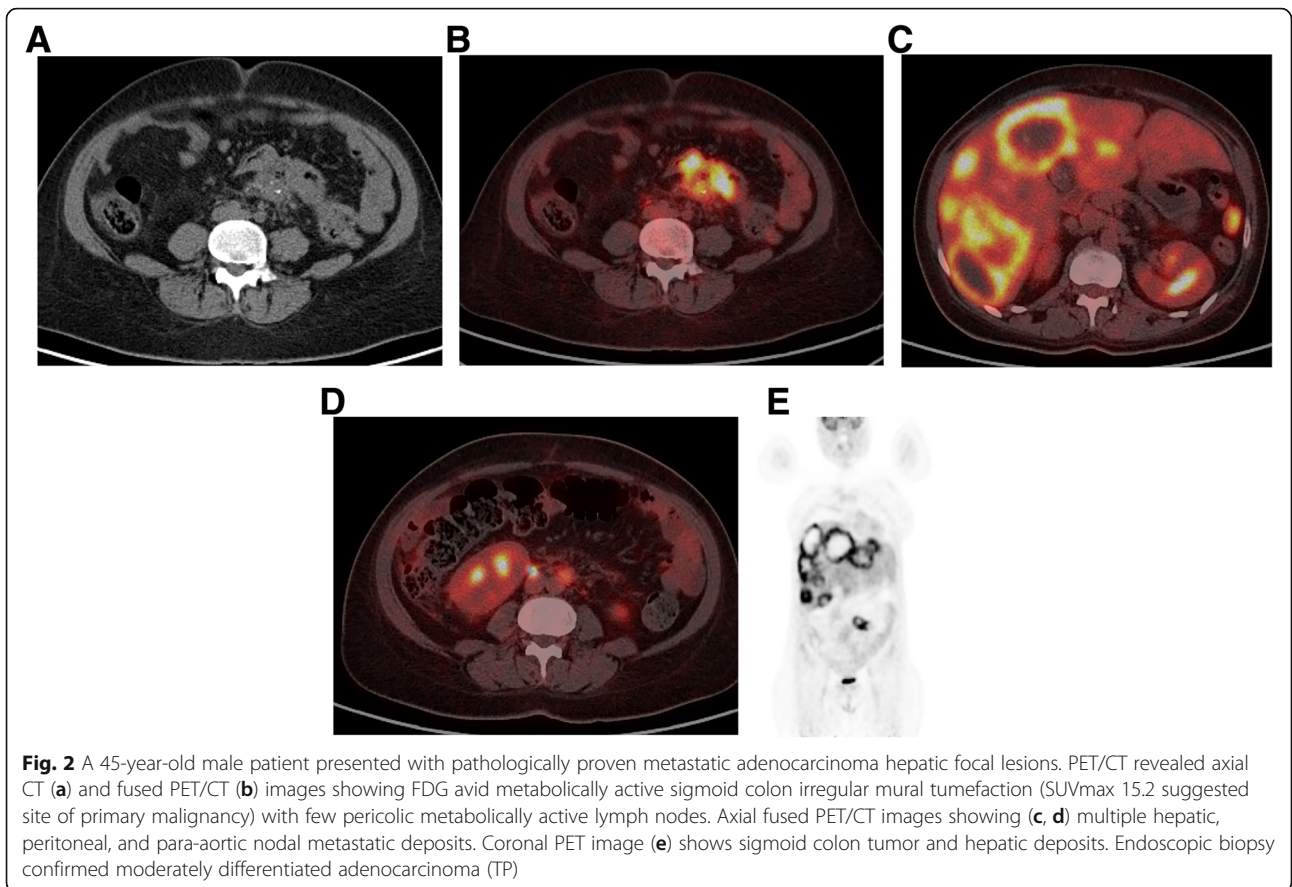 A
B
C
D
E
Fig. 2 A 45-year-old male patient presented with pathologically proven metastatic adenocarcinoma hepatic focal lesions. PET/CT revealed axial
CT (a) and fused PET/CT (b) images showing FDG avid metabolically active sigmoid colon irregular mural tumefaction (SUVmax 15.2 suggested
site of primary malignancy) with few pericolic metabolically active lymph nodes. Axial fused PET/CT images showing (c, d) multiple hepatic,
peritoneal, and para-aortic nodal metastatic deposits. Coronal PET image (e) shows sigmoid colon tumor and hepatic deposits. Endoscopic biopsy
confirmed moderately differentiated adenocarcinoma (TP)